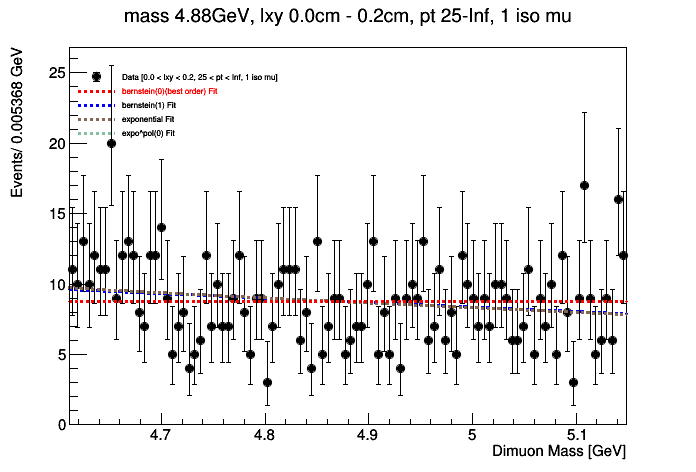 mass 4.88GeV, lxy 0.0cm - 0.2cm, pt 25-Inf, 1 iso mu
Events/ 0.005368 GeV
25
20
15
10
5
0
Data [0.0 < lxy < 0.2, 25 < pt < Inf, 1 iso mu]
bernstein(0)(best order) Fit
bernstein(1) Fit
exponential Fit
expo^pol(0) Fit
4.7 4.8 4.9 5 5.1
Dimuon Mass [GeV]